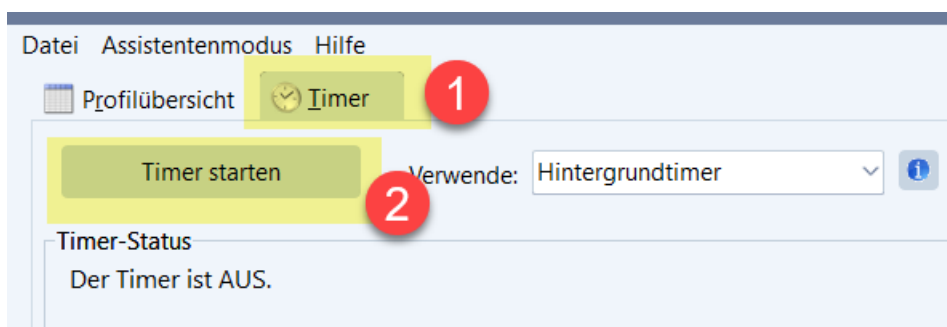 Datei Assistentenmodus Hilfe
Profilübersicht Timer 1
Timer starten 2 Verwende: Hintergrundtimer
Timer-Status
Der Timer ist AUS.